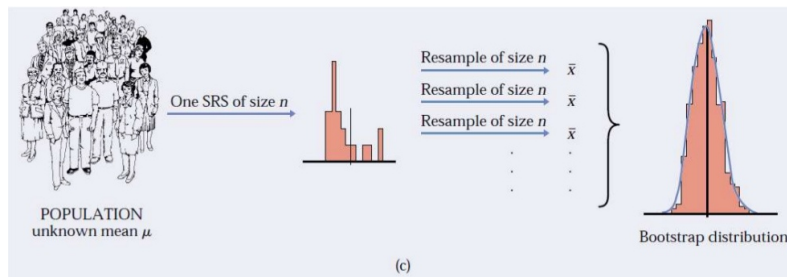 One SRS of size n
Resample of size n x̄
Resample of size n x̄
Resample of size n x̄
POPULATION
unknown mean μ
Bootstrap distribution
(c)